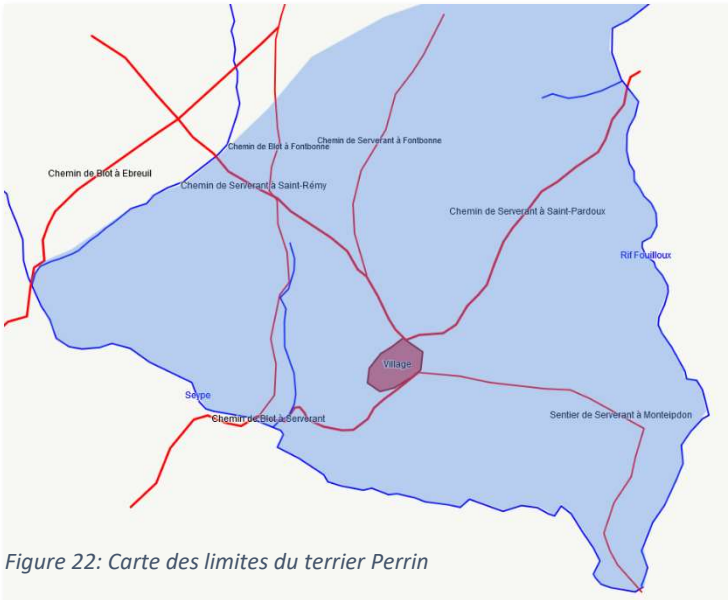 Chemin de Serverant à Fontbonne
Chemin de Blot à Fontbonne
Chemin de Blot à Ebreuil
Chemin de Serverant à Saint-Rémy
Chemin de Serverant à Saint-Pardoux
Rif Fouilloux
Village
Seype
Chemin de Blot à Serverant
Sentier de Serverant à Monteipdon
Figure 22: Carte des limites du terrier Perrin